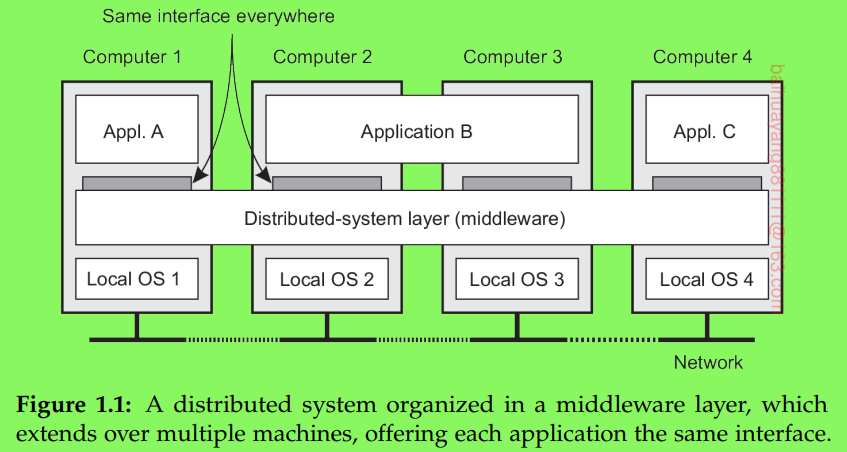 Same interface everywhere
Computer 1
Computer 2
Computer 3
Computer 4
Appl. A
Application B
Appl. C
Distributed-system layer (middleware)
Local OS 1
Local OS 2
Local OS 3
Local OS 4
Network
Figure 1.1: A distributed system organized in a middleware layer, which
extends over multiple machines, offering each application the same interface.